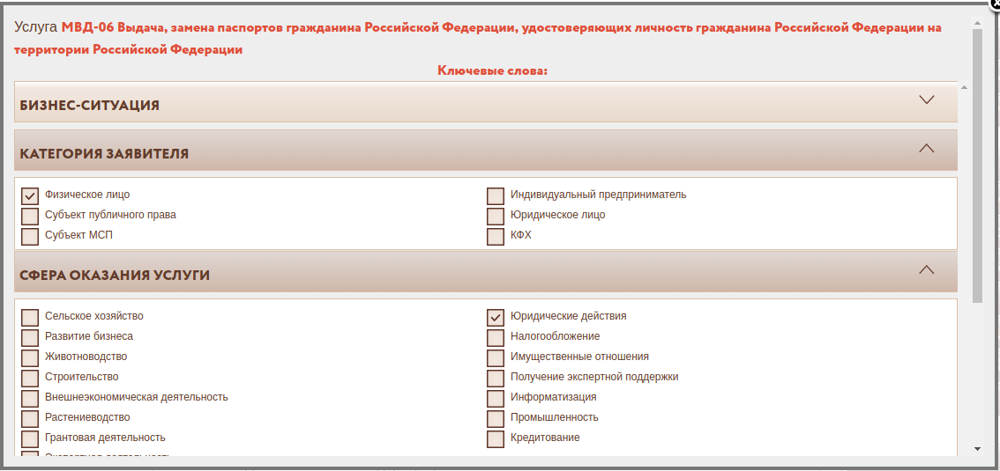 Услуга МВД-06 Выдача, замена паспортов гражданина Российской Федерации, удостоверяющих личность гражданина Российской Федерации на
территории Российской Федерации
Ключевые слова:
БИЗНЕС-СИТУАЦИЯ
КАТЕГОРИЯ ЗАЯВИТЕЛЯ
Физическое лицо
Индивидуальный предприниматель
Субъект публичного права
Юридическое лицо
Субъект МСП
КФХ
СФЕРА ОКАЗАНИЯ УСЛУГИ
Сельское хозяйство
Юридические действия
Развитие бизнеса
Налогообложение
Животноводство
Имущественные отношения
Строительство
Получение экспертной поддержки
Внешнеэкономическая деятельность
Информатизация
Растениеводство
Промышленность
Грантовая деятельность
Кредитование